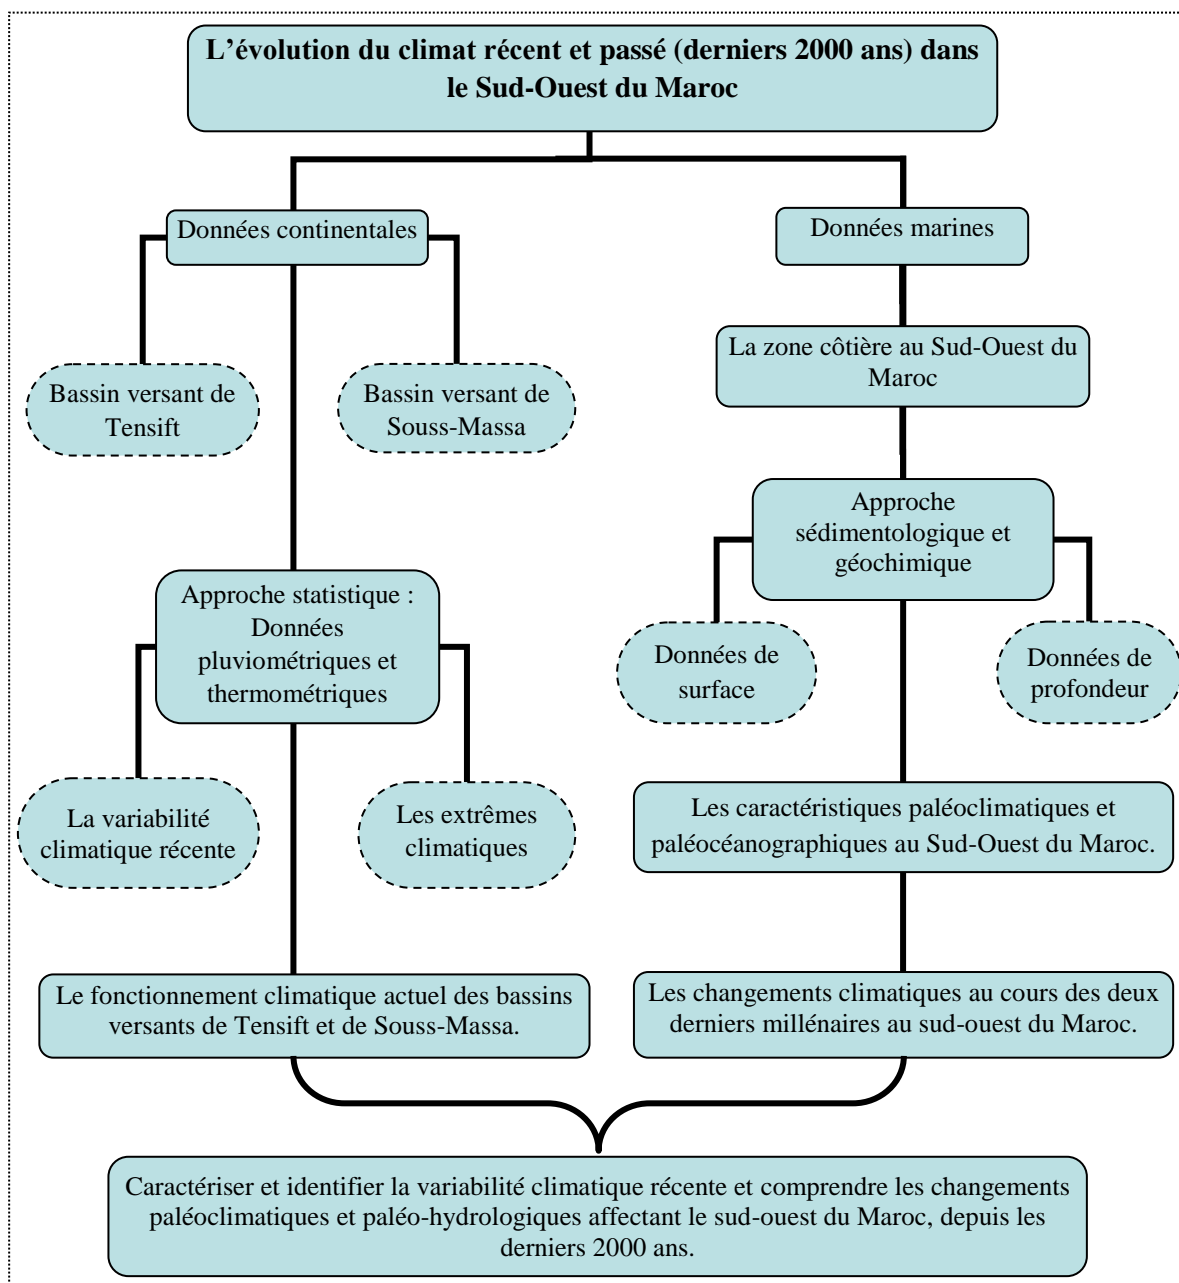 L’évolution du climat récent et passé (derniers 2000 ans) dans
le Sud-Ouest du Maroc
Données continentales
Données marines
Bassin versant de
Tensift
Bassin versant de
Souss-Massa
La zone côtière au Sud-Ouest du
Maroc
Approche
sédimentologique et
géochimique
Approche statistique :
Données
pluviométriques et
thermométriques
Données de
surface
Données de
profondeur
La variabilité
climatique récente
Les extrêmes
climatiques
Les caractéristiques paléoclimatiques et
paléocéanographiques au Sud-Ouest du Maroc.
Le fonctionnement climatique actuel des bassins
versants de Tensift et de Souss-Massa.
Les changements climatiques au cours des deux
derniers millénaires au sud-ouest du Maroc.
Caractériser et identifier la variabilité climatique récente et comprendre les changements
paléoclimatiques et paléo-hydrologiques affectant le sud-ouest du Maroc, depuis les
derniers 2000 ans.